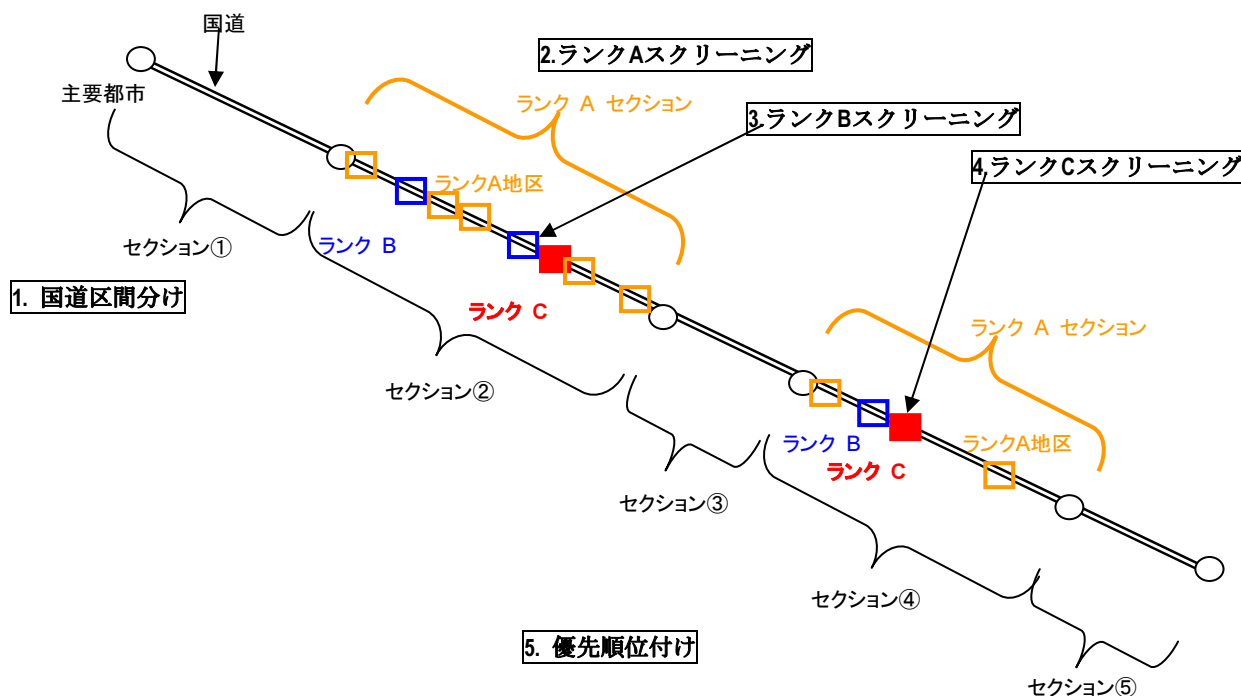 国道
2.ランクAスクリーニング
主要都市
ランク A セクション
3.ランクBスクリーニング
4.ランクCスクリーニング
ランクA地区
セクション①
ランク B
1. 国道区間分け
ランク C
ランク A セクション
セクション②
ランク B
ランクA地区
ランク C
セクション③
セクション④
5. 優先順位付け
セクション⑤